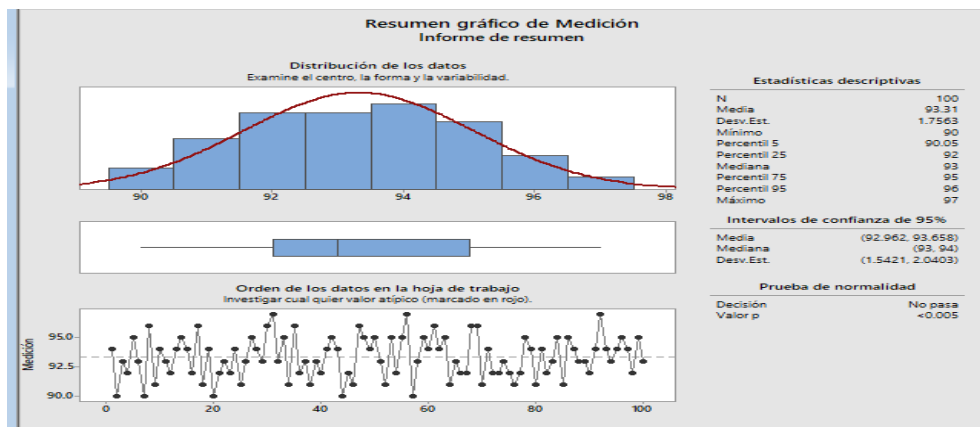 Resumen gráfico de Medición
Informe de resumen
Distribución de los datos
Examine el centro, la forma y la variabilidad.
90 92 94 96 98
Orden de los datos en la hoja de trabajo
Investigar cual quier valor atípico (marcado en rojo).
Medición
95.0
92.5
90.0
0 20 40 60 80 100
Estadísticas descriptivas
N 100
Media 93.31
Desv.Est. 1.7563
Mínimo 90
Percentil 5 90.05
Percentil 25 92
Mediana 93
Percentil 75 95
Percentil 95 96
Máximo 97
Intervalos de confianza de 95%
Media (92.962, 93.658)
Mediana (93, 94)
Desv.Est. (1.5421, 2.0403)
Prueba de normalidad
Decisión No pasa
Valor p <0.005